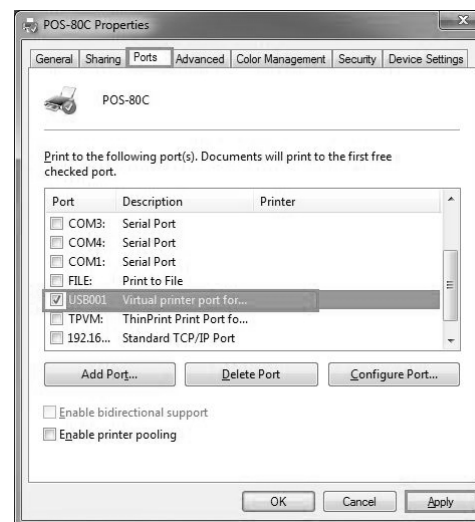 POS-80C Properties
General Sharing Ports Advanced Color Management Security Device Settings
POS-80C
Print to the following port(s). Documents will print to the first free
checked port.
Port Description Printer
COM3: Serial Port
COM4: Serial Port
COM1: Serial Port
FILE: Print to File
USB001 Virtual printer port for...
TPVM: ThinPrint Print Port fo...
192.16... Standard TCP/IP Port
Add Port... Delete Port Configure Port...
Enable bidirectional support
Enable printer pooling
OK Cancel Apply